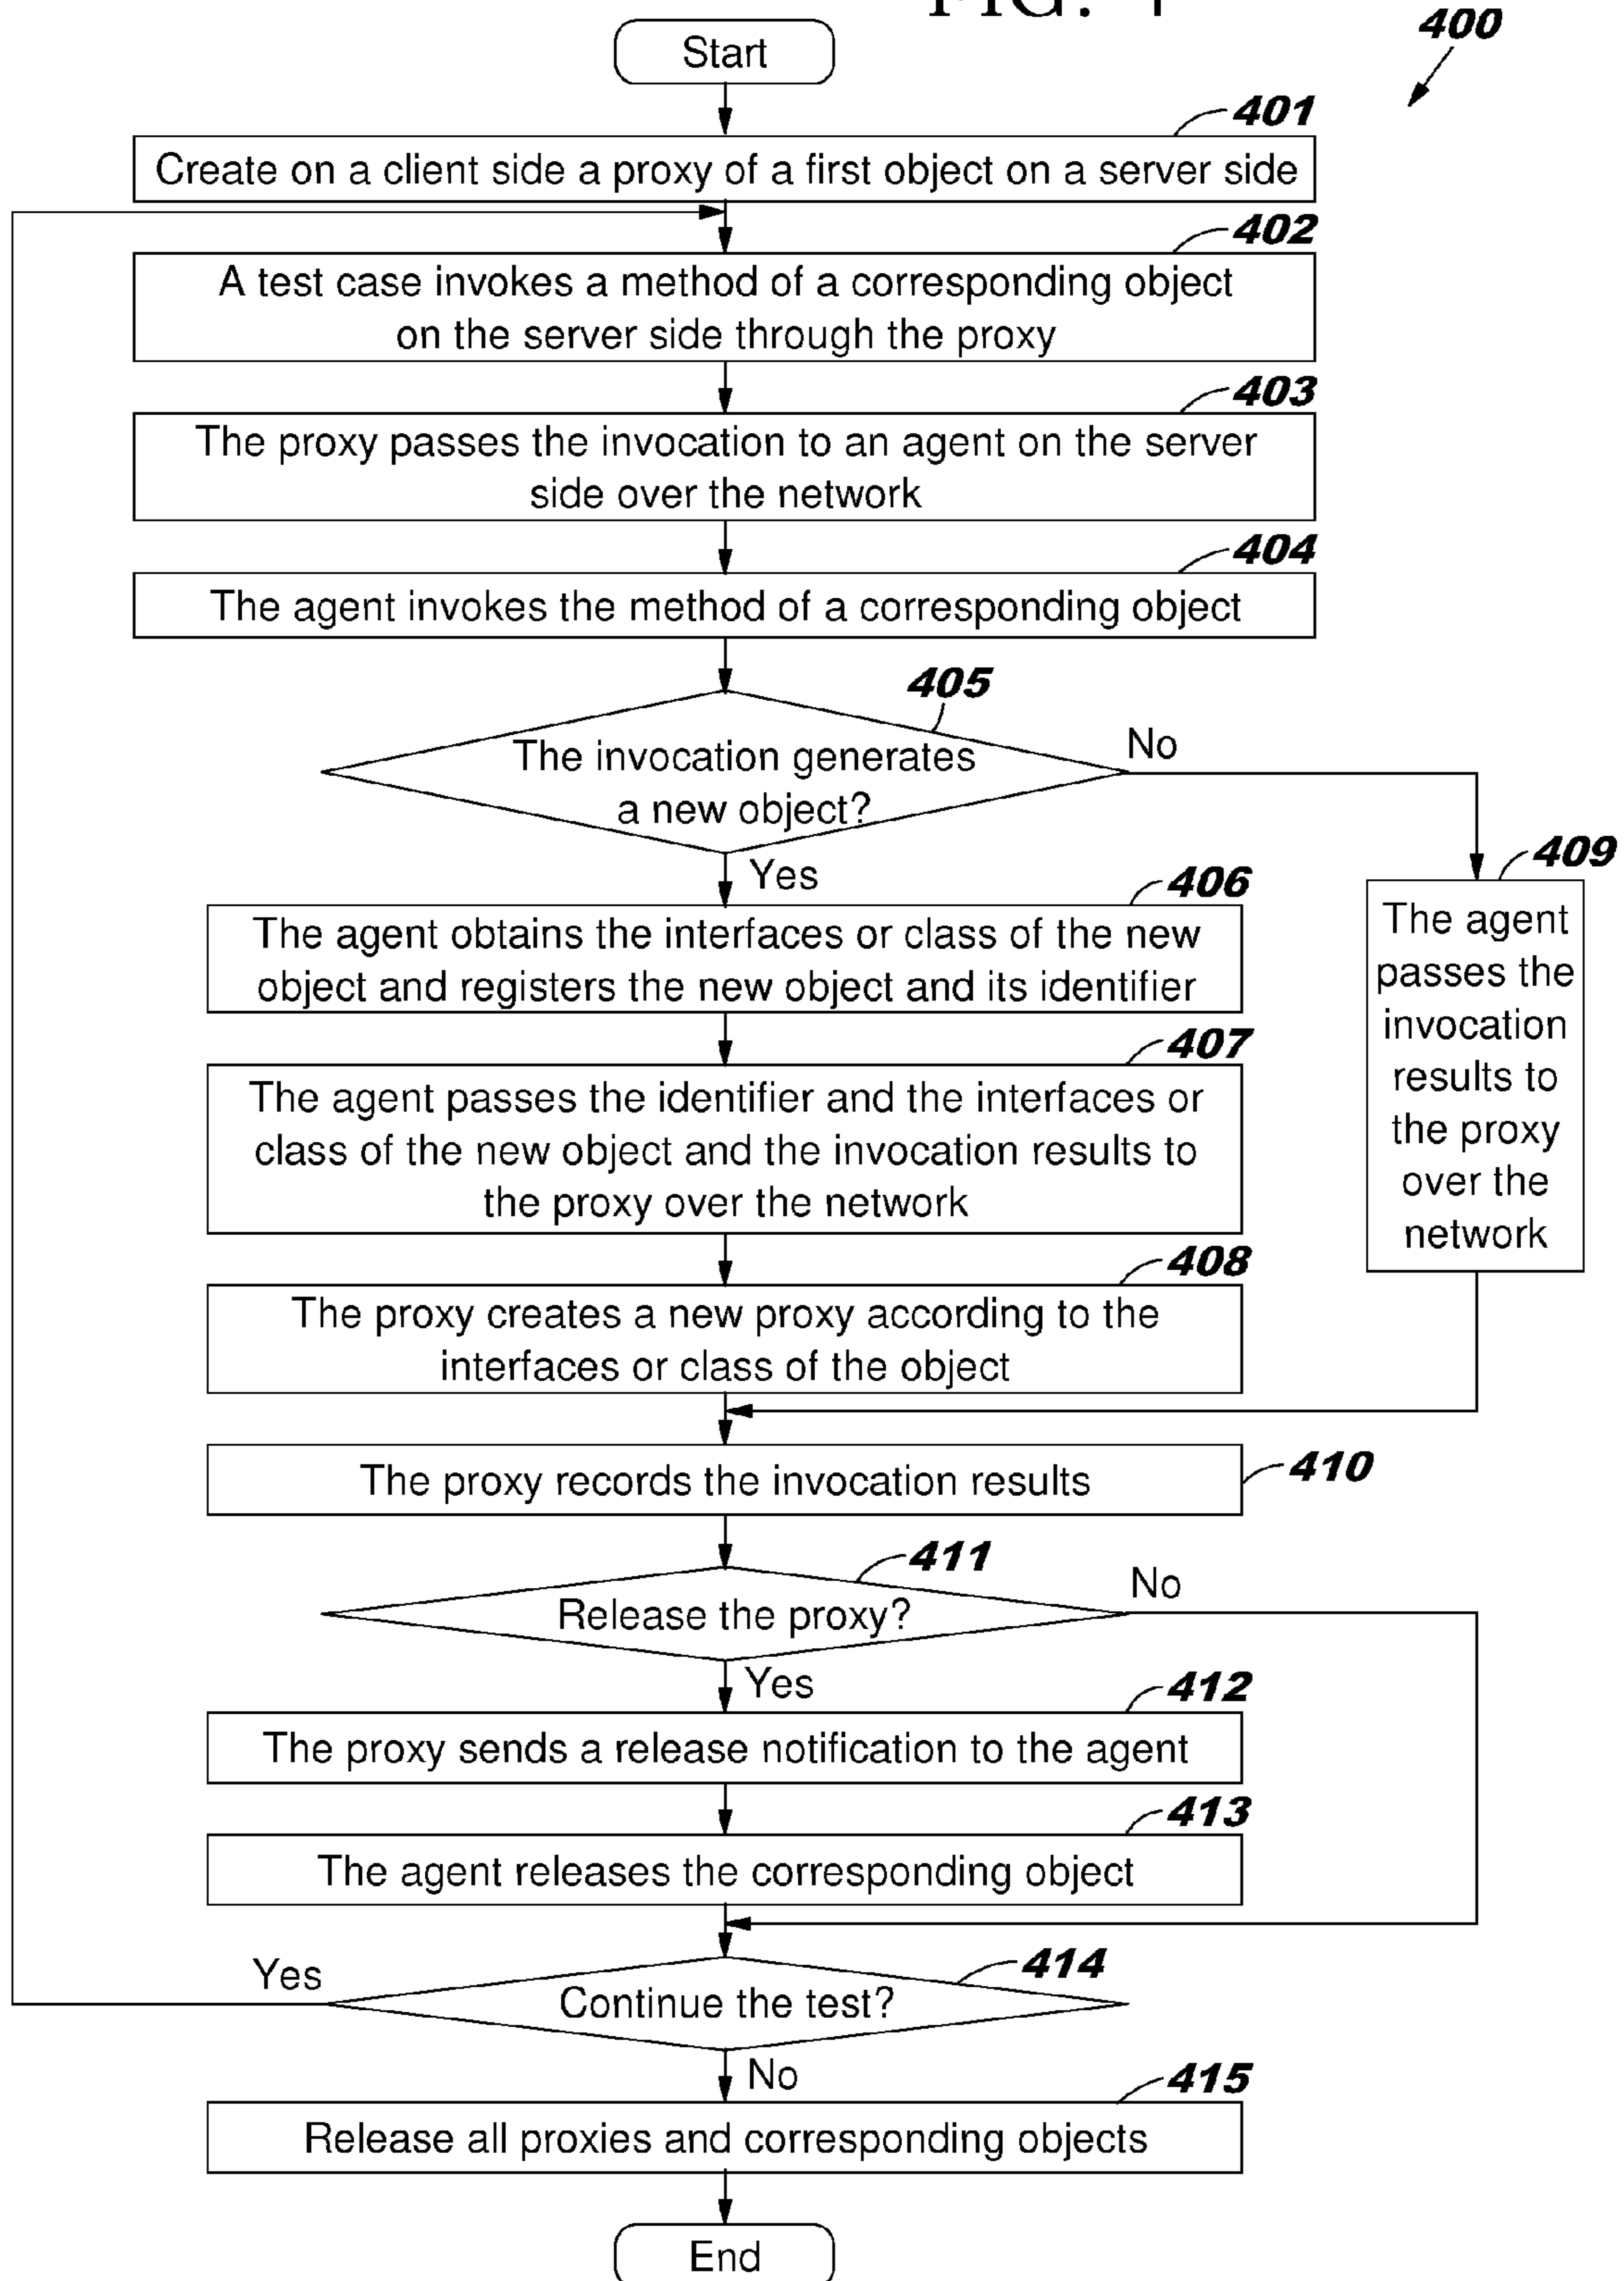 400
Start
401
Create on a client side a proxy of a first object on a server side
402
A test case invokes a method of a corresponding object
on the server side through the proxy
403
The proxy passes the invocation to an agent on the server
side over the network
404
The agent invokes the method of a corresponding object
405
The invocation generates
a new object?
No
Yes
409
The agent
passes the
invocation
results to
the proxy
over the
network
406
The agent obtains the interfaces or class of the new
object and registers the new object and its identifier
407
The agent passes the identifier and the interfaces or
class of the new object and the invocation results to
the proxy over the network
408
The proxy creates a new proxy according to the
interfaces or class of the object
410
The proxy records the invocation results
411
Release the proxy?
No
Yes
412
The proxy sends a release notification to the agent
413
The agent releases the corresponding object
414
Continue the test?
Yes
No
415
Release all proxies and corresponding objects
End